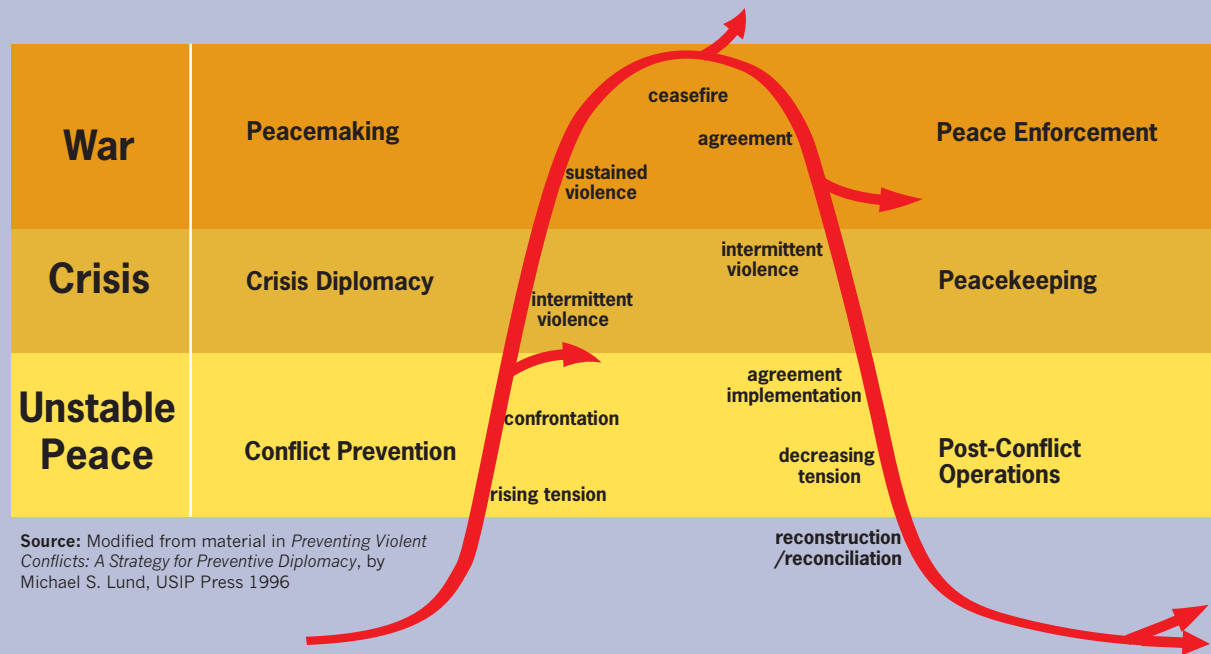 War
Peacemaking
ceasefire
agreement
sustained
violence
Peace Enforcement
Crisis
Crisis Diplomacy
intermittent
violence
intermittent
violence
Peacekeeping
Unstable
Peace
Conflict Prevention
confrontation
rising tension
agreement
implementation
decreasing
tension
Post-Conflict
Operations
reconstruction
/reconciliation
Source: Modified from material in Preventing Violent
Conflicts: A Strategy for Preventive Diplomacy, by
Michael S. Lund, USIP Press 1996